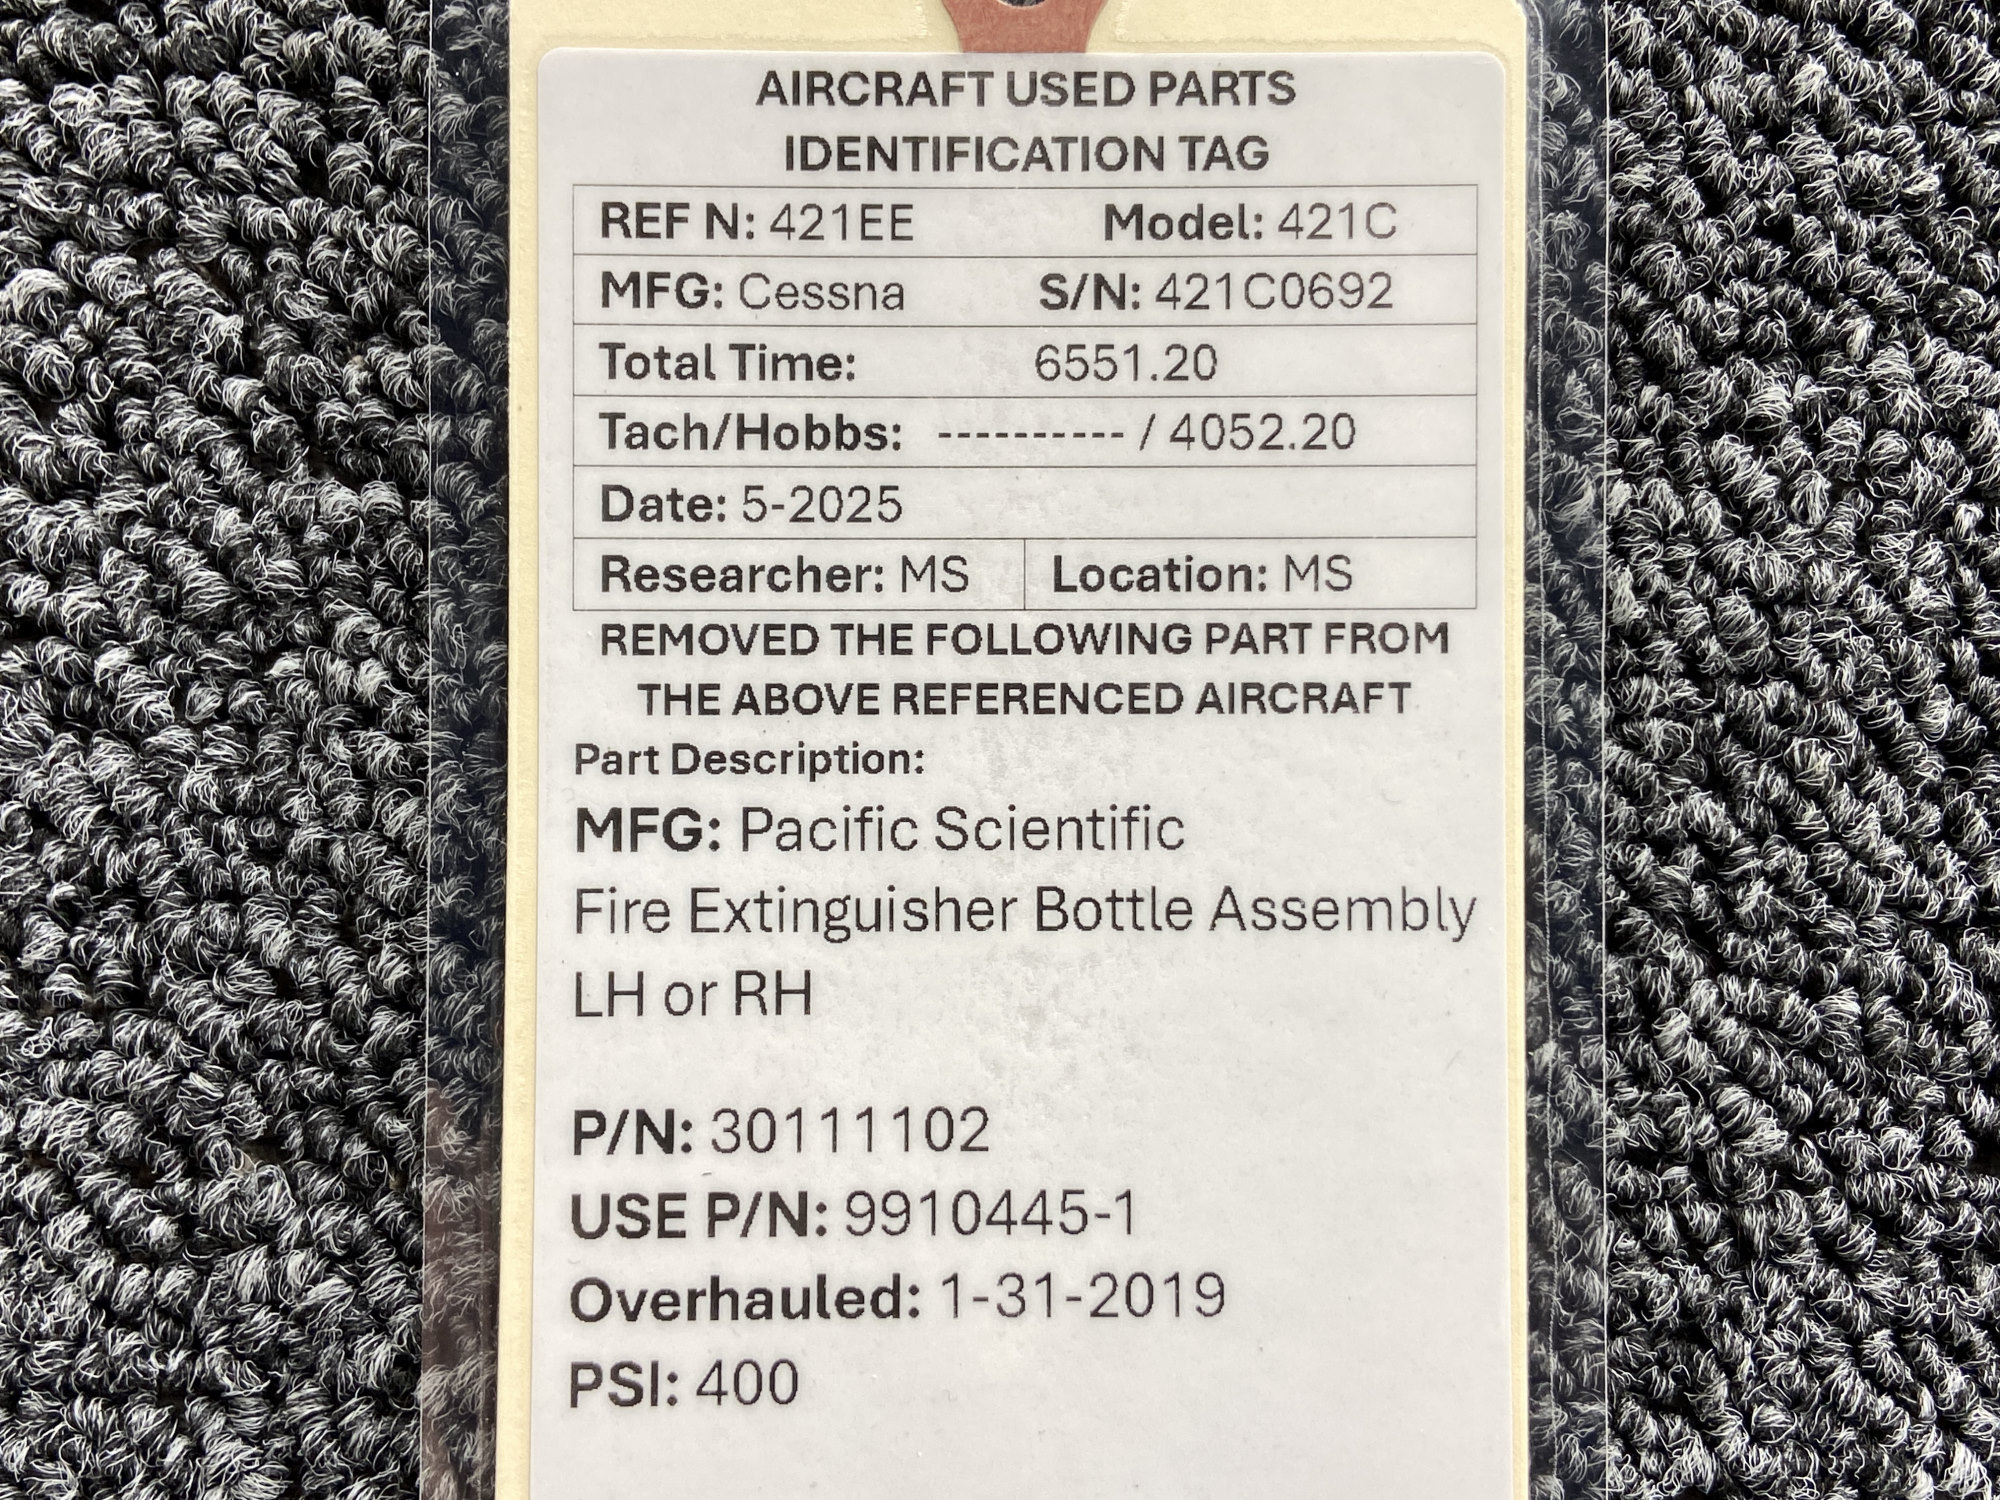 AIRCRAFT USED PARTS
IDENTIFICATION TAG
REF N: 421EE Model: 421C
MFG: Cessna S/N: 421C0692
Total Time: 6551.20
Tach/Hobbs: ---------- / 4052.20
Date: 5-2025
Researcher: MS Location: MS
REMOVED THE FOLLOWING PART FROM
THE ABOVE REFERENCED AIRCRAFT
Part Description:
MFG: Pacific Scientific
Fire Extinguisher Bottle Assembly
LH or RH
P/N: 30111102
USE P/N: 9910445-1
Overhauled: 1-31-2019
PSI: 400